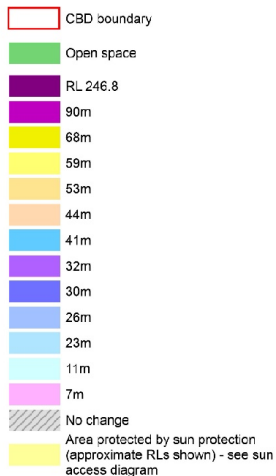 CBD boundary
Open space
RL 246.8
90m
68m
59m
53m
44m
41m
32m
30m
26m
23m
11m
7m
No change
Area protected by sun protection
(approximate RLs shown) - see sun
access diagram